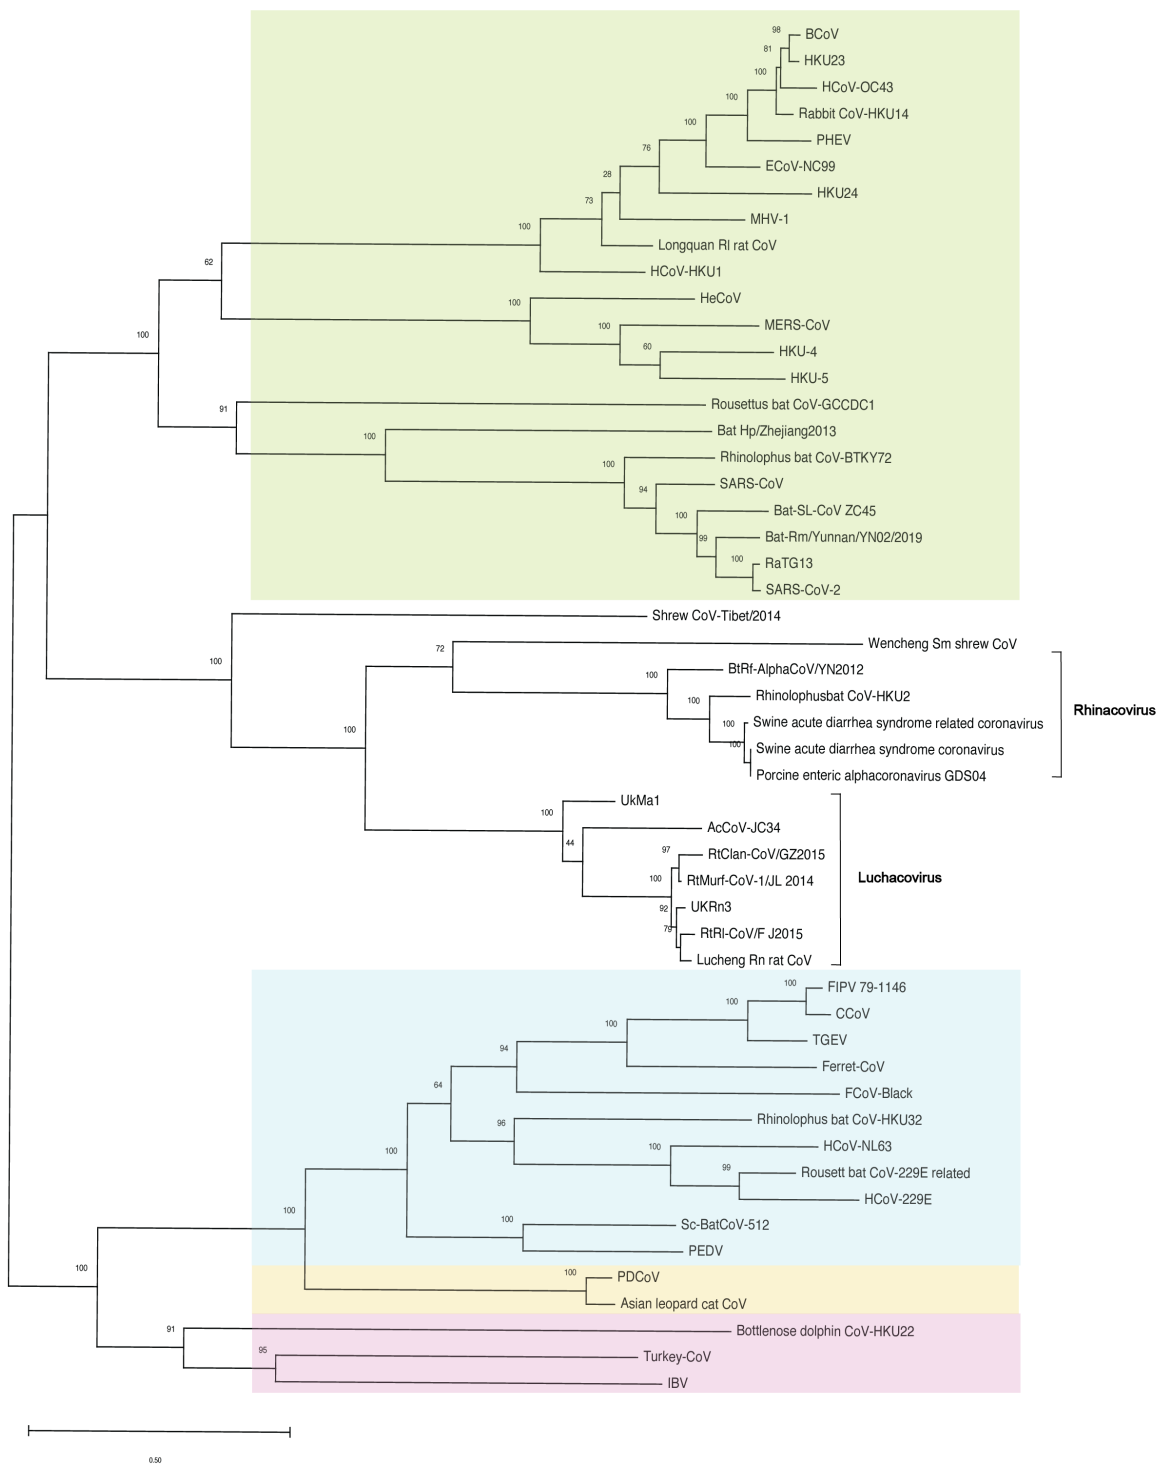 98
BCoV
81
HKU23
100
HCoV-OC43
100
Rabbit CoV-HKU14
100
PHEV
76
ECoV-NC99
28
HKU24
73
MHV-1
100
Longquan Rl rat CoV
62
HCoV-HKU1
100
HeCoV
100
MERS-CoV
100
60
HKU-4
HKU-5
91
Rousettus bat CoV-GCCDC1
100
Bat Hp/Zhejiang2013
100
Rhinolophus bat CoV-BTKY72
94
SARS-CoV
100
Bat-SL-CoV ZC45
99
Bat-Rm/Yunnan/YN02/2019
100
RaTG13
SARS-CoV-2
Shrew CoV-Tibet/2014
100
72
Wencheng Sm shrew CoV
100
BtRf-AlphaCoV/YN2012
100
Rhinolophusbat CoV-HKU2
Rhinacovirus
100
Swine acute diarrhea syndrome related coronavirus
100
100
Swine acute diarrhea syndrome coronavirus
Porcine enteric alphacoronavirus GDS04
100
UkMa1
44
AcCoV-JC34
97
RtClan-CoV/GZ2015
100
RtMurf-CoV-1/JL 2014
Luchacovirus
92
UKRn3
79
RtRl-CoV/F J2015
Lucheng Rn rat CoV
100
FIPV 79-1146
100
CCoV
100
TGEV
94
Ferret-CoV
64
FCoV-Black
96
Rhinolophus bat CoV-HKU32
100
100
HCoV-NL63
99
Rousett bat CoV-229E related
HCoV-229E
100
100
Sc-BatCoV-512
PEDV
100
100
PDCoV
Asian leopard cat CoV
91
Bottlenose dolphin CoV-HKU22
95
Turkey-CoV
IBV
0.50